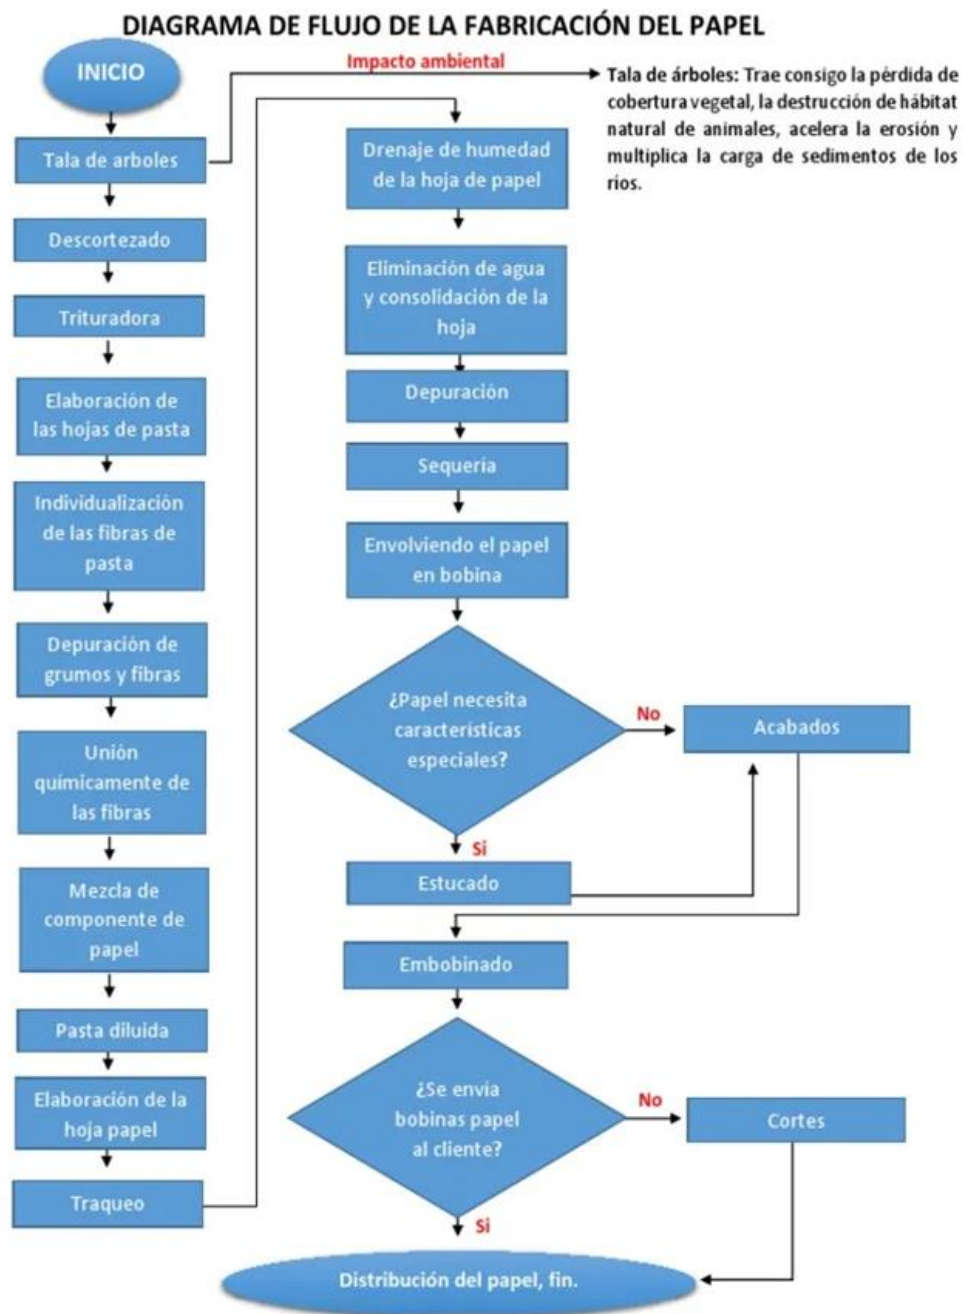 DIAGRAMA DE FLUJO DE LA FABRICACIÓN DEL PAPEL
INICIO
Impacto ambiental
Tala de árboles: Trae consigo la pérdida de
cobertura vegetal, la destrucción de hábitat
natural de animales, acelera la erosión y
multiplica la carga de sedimentos de los
ríos.
Tala de arboles
Descortezado
Trituradora
Elaboración de
las hojas de pasta
Individualización
de las fibras de
pasta
Depuración de
grumos y fibras
Unión
químicamente de
las fibras
Mezcla de
componente de
papel
Pasta diluida
Elaboración de la
hoja papel
Traqueo
Drenaje de humedad
de la hoja de papel
Eliminación de agua
y consolidación de la
hoja
Depuración
Sequería
Envolviendo el papel
en bobina
¿Papel necesita
características
especiales?
No
Acabados
Si
Estucado
Embobinado
¿Se envía
bobinas papel
al cliente?
No
Cortes
Si
Distribución del papel, fin.